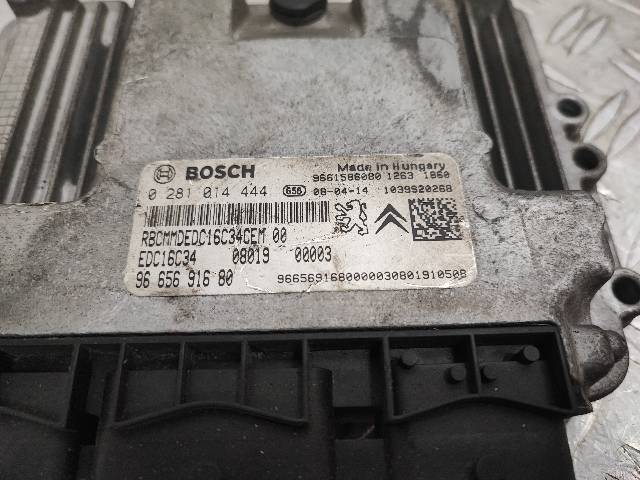 BOSCH
Made in Hungary
9661586080 1263 1860
0 281 014 444 656 08-04-14 1039S20268
RBCMMDEDC16C34CEM 00
EDC16C34 08019 00003
96 656 916 80
9665691680000030801910508